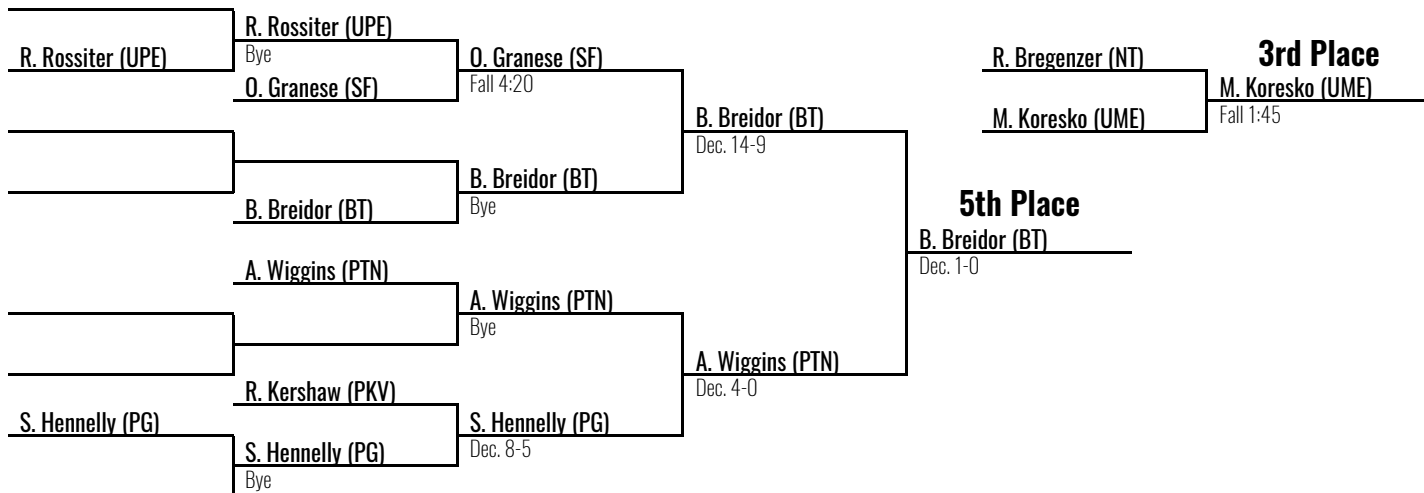 R. Rossiter (UPE)
R. Rossiter (UPE)
Bye
O. Granese (SF)
O. Granese (SF)
Fall 4:20
B. Breidor (BT)
B. Breidor (BT)
Bye
B. Breidor (BT)
Dec. 14-9
A. Wiggins (PTN)
A. Wiggins (PTN)
Bye
R. Kershaw (PKV)
S. Hennelly (PG)
S. Hennelly (PG)
Bye
S. Hennelly (PG)
Dec. 8-5
A. Wiggins (PTN)
Dec. 4-0
5th Place
B. Breidor (BT)
Dec. 1-0
R. Bregenzer (NT)
M. Koresko (UME)
3rd Place
M. Koresko (UME)
Fall 1:45